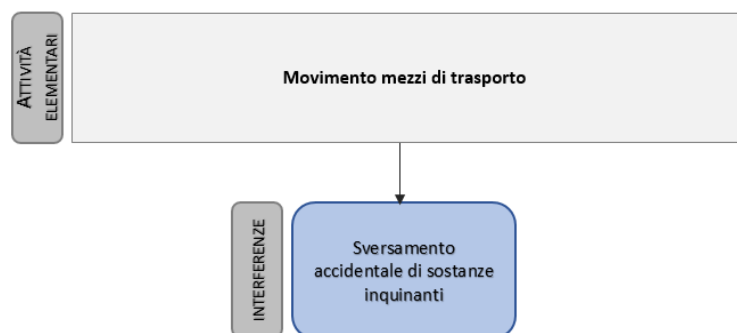 ATTIVITÀ
ELEMENTARI
Movimento mezzi di trasporto
INTERFERENZE
Sversamento
accidentale di sostanze
inquinanti